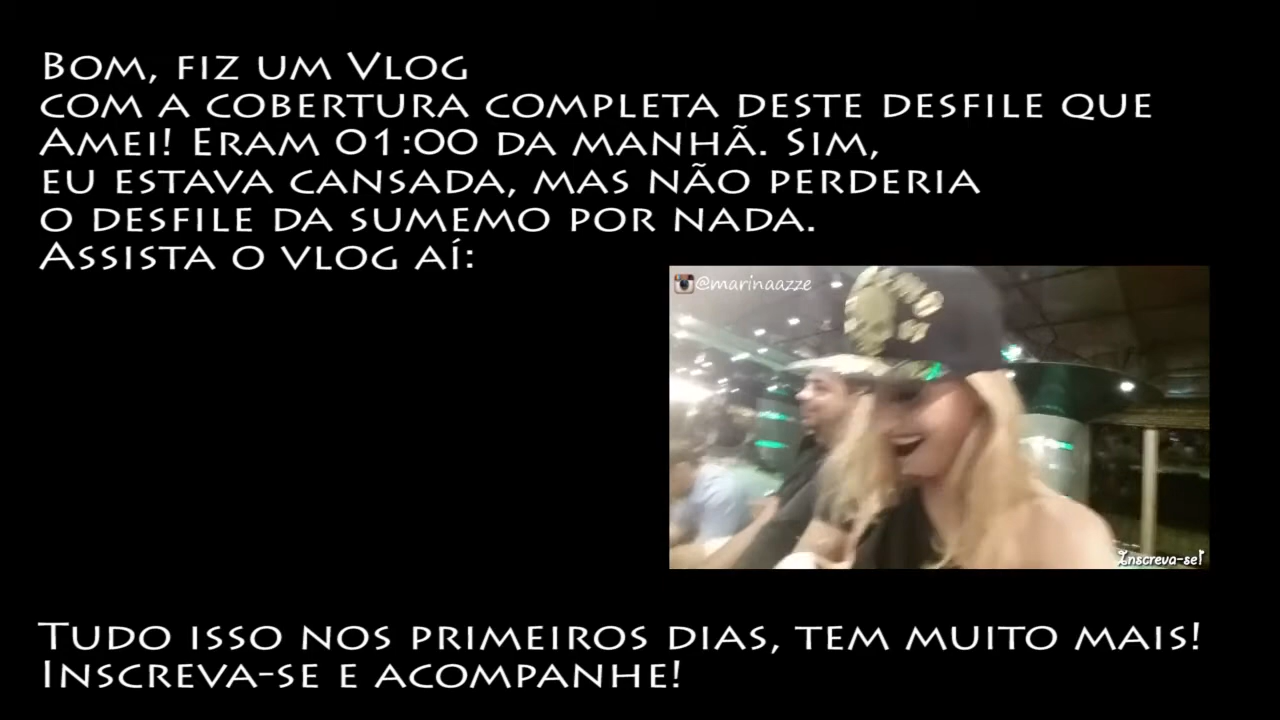 Bom, fiz um Vlog
com a cobertura completa deste desfile que
Amei! Eram 01:00 da manhã. Sim,
eu estava cansada, mas não perderia
o desfile da sumemo por nada.
Assista o vlog aí:
@marinaazze
Inscreva-se!
Tudo isso nos primeiros dias, tem muito mais!
Inscreva-se e acompanhe!